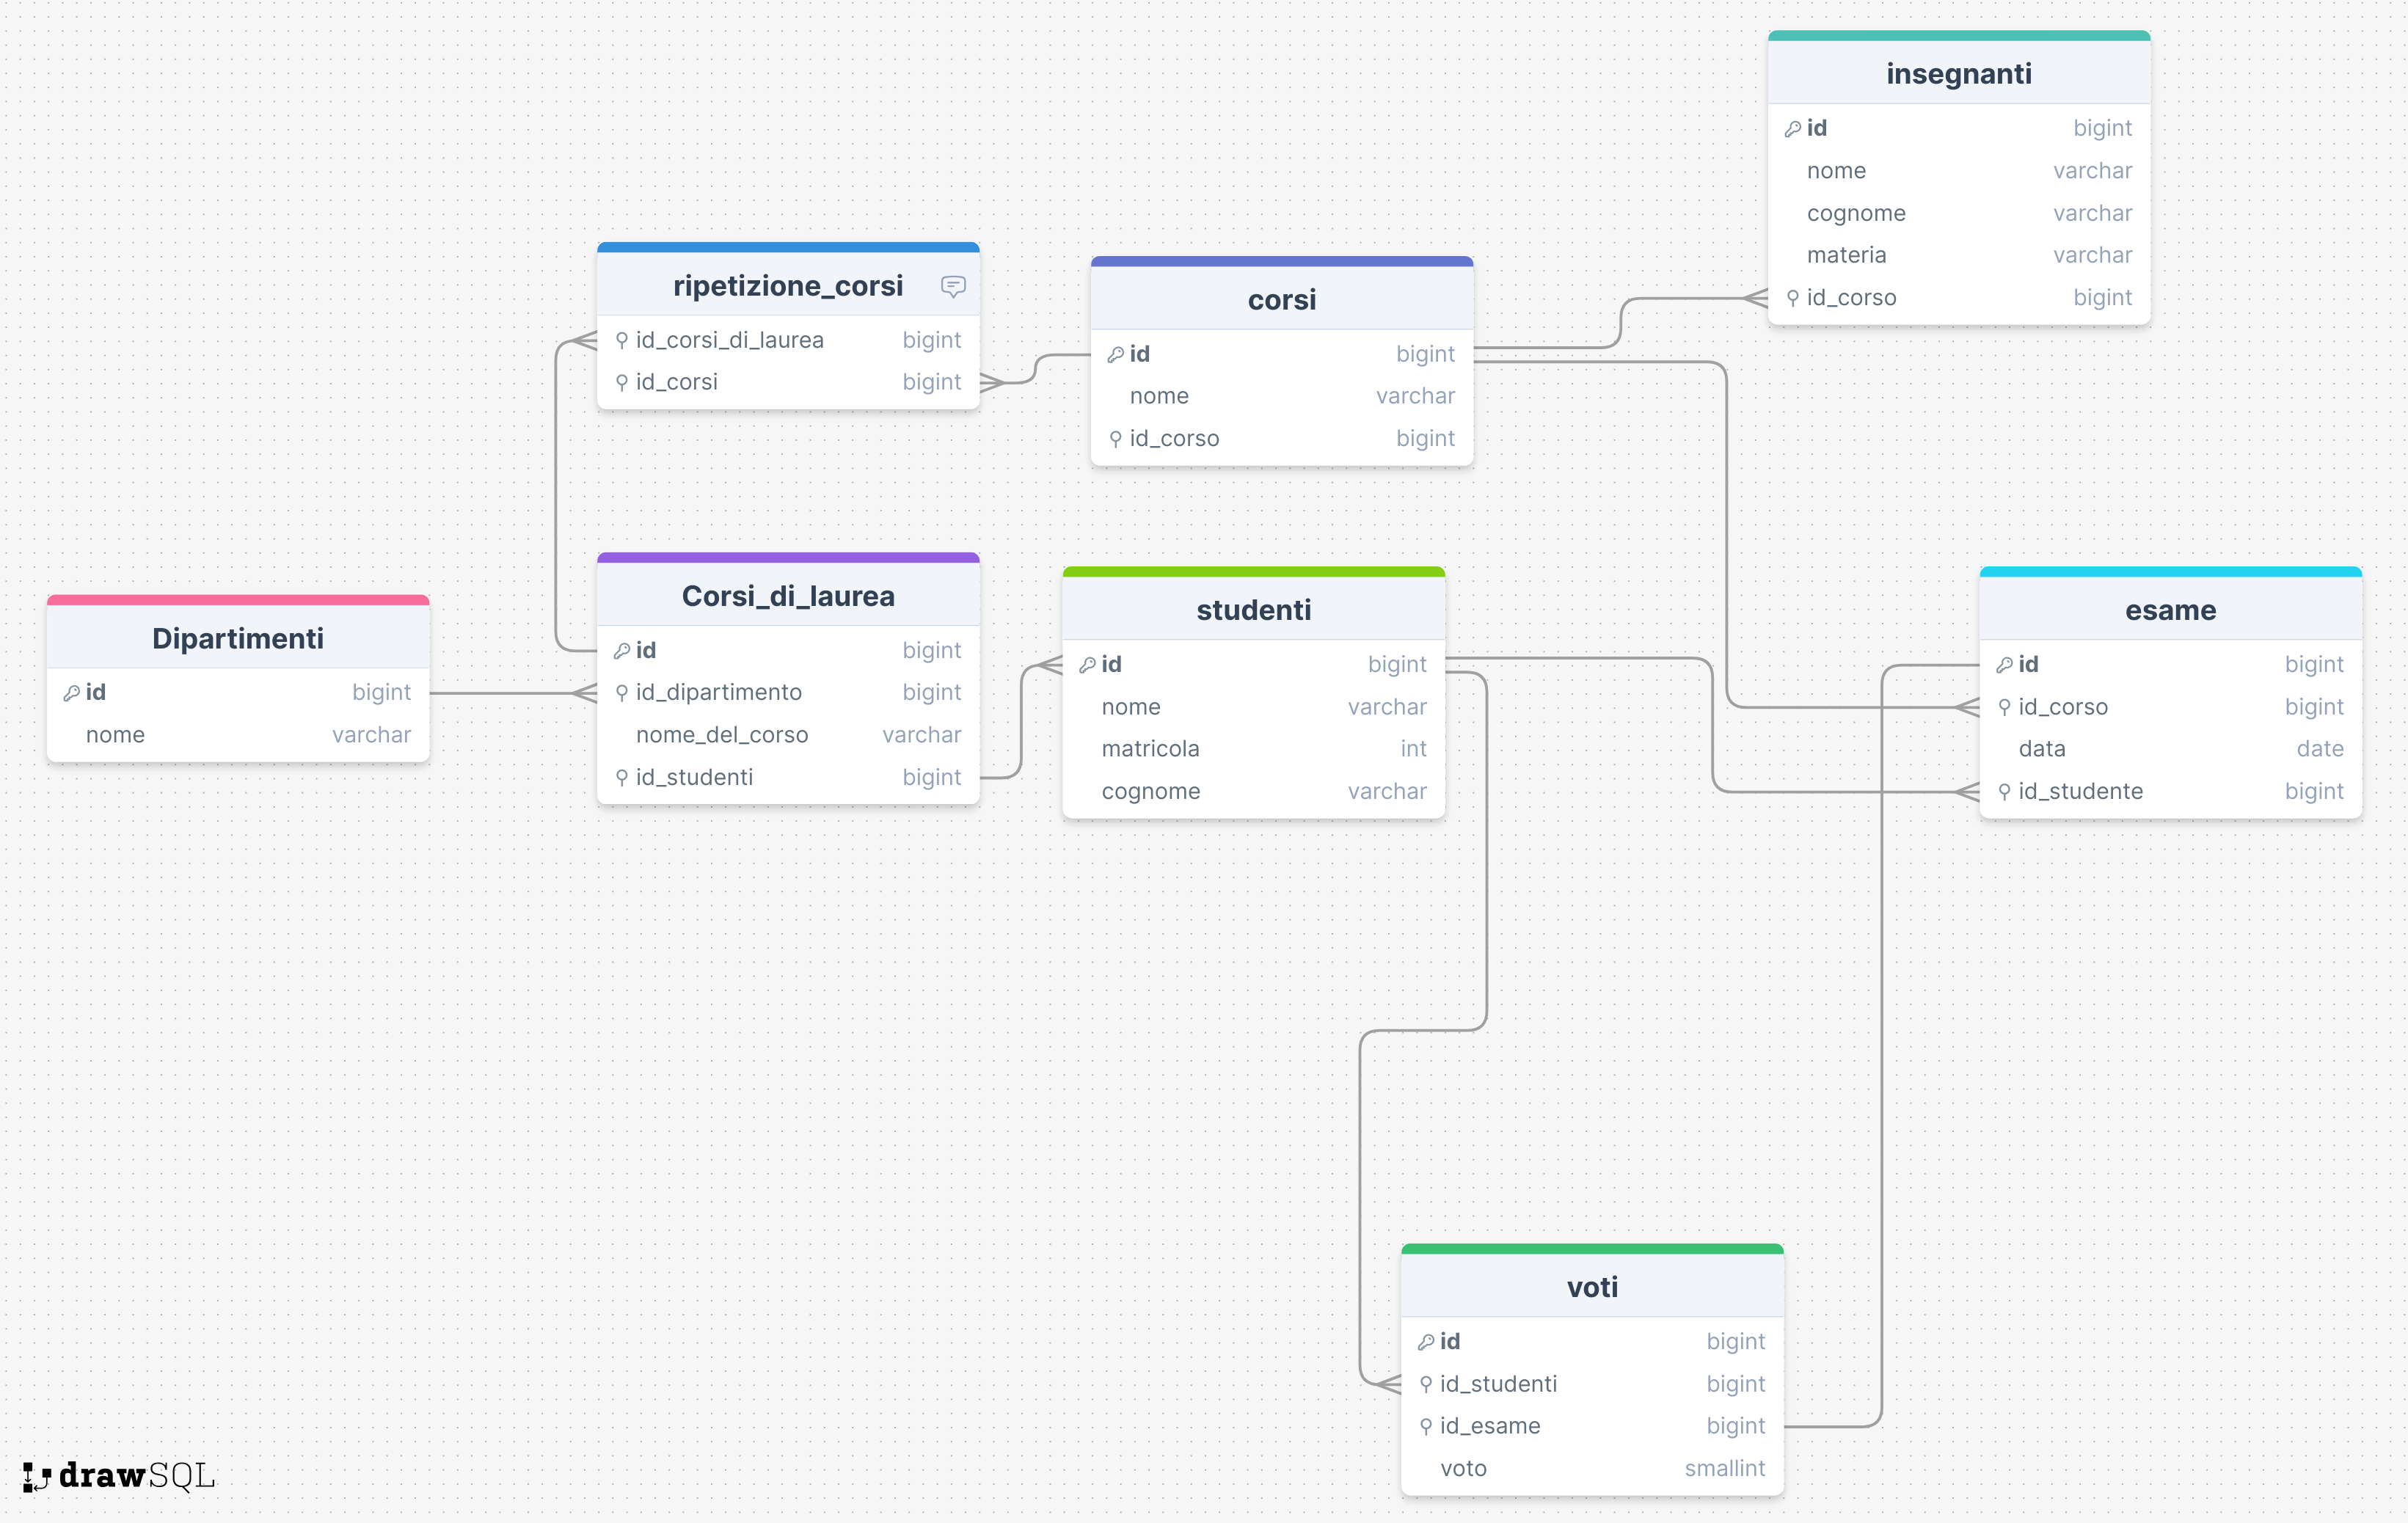 insegnanti
id bigint
nome varchar
cognome varchar
materia varchar
id_corso bigint
ripetizione_corsi
id_corsi_di_laurea bigint
id_corsi bigint
corsi
id bigint
nome varchar
id_corso bigint
Dipartimenti
id bigint
nome varchar
Corsi_di_laurea
id bigint
id_dipartimento bigint
nome_del_corso varchar
id_studenti bigint
studenti
id bigint
nome varchar
matricola int
cognome varchar
esame
id bigint
id_corso bigint
data date
id_studente bigint
voti
id bigint
id_studenti bigint
id_esame bigint
voto smallint
drawSQL